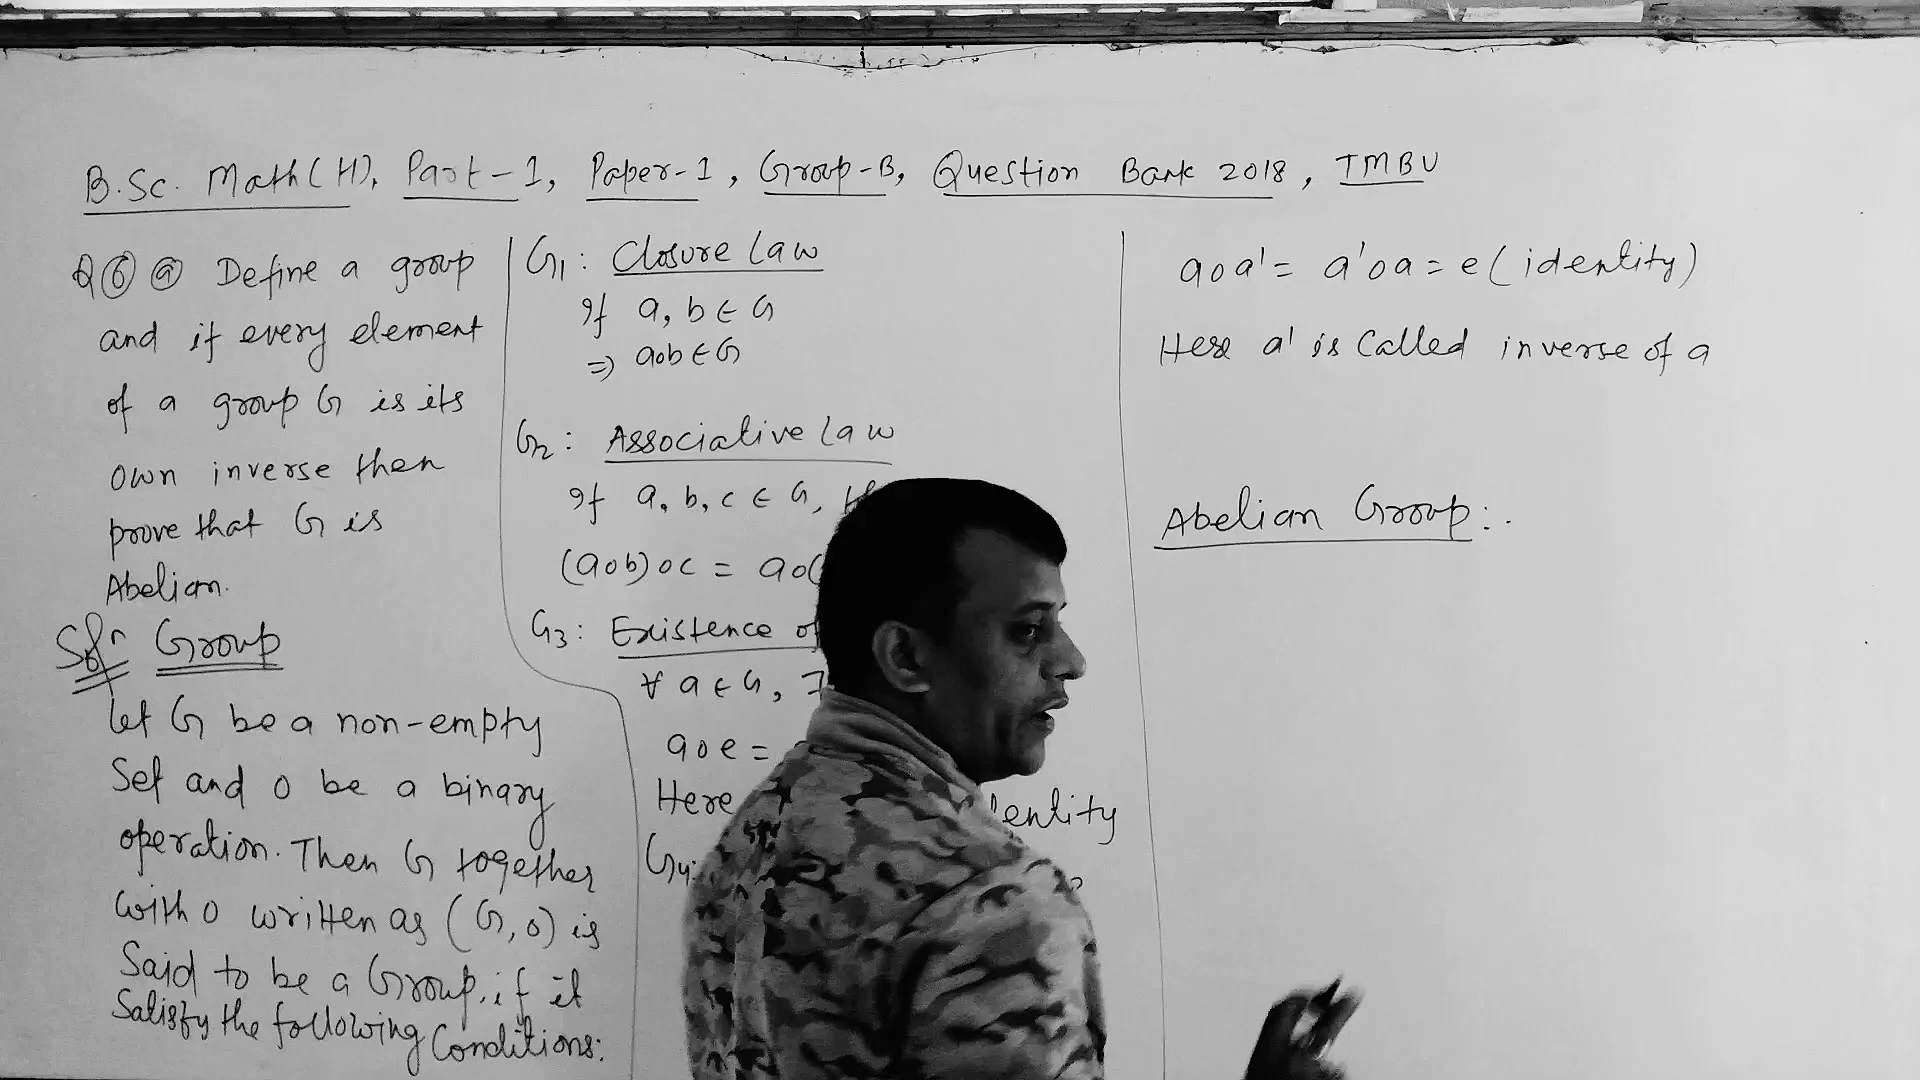 B.Sc. Math(H), Part-1, Paper-1, Group-B, Question Bank 2018, TMBU
Q⑥ ⓐ Define a group
and if every element
of a group G is its
own inverse then
prove that G is
Abelian.
Solⁿ Group
Let G be a non-empty
Set and o be a binary
operation. Then G together
with o written as (G,o) is
Said to be a Group, if it
Satisfy the following Conditions:
G₁: Closure Law
If a, b ∈ G
⇒ aob ∈ G
G₂: Associative Law
If a, b, c ∈ G,
(aob)oc = ao(
G₃: Existence of
∀ a ∈ G, ∃
aoe =
Here entity
G₄:
aoa' = a'oa = e (identity)
Here a' is Called inverse of a
Abelian Group:.